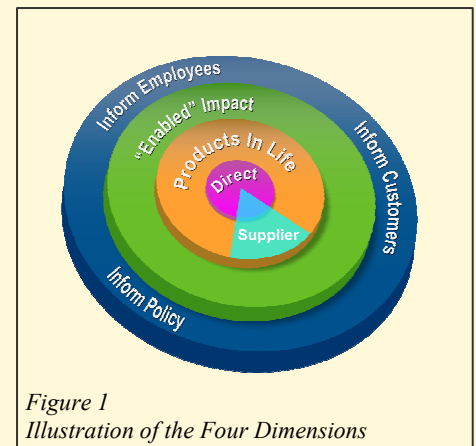 Inform Employees
"Enabled" Impact
Products In Life
Direct
Supplier
Inform Customers
Inform Policy
Figure 1
Illustration of the Four Dimensions